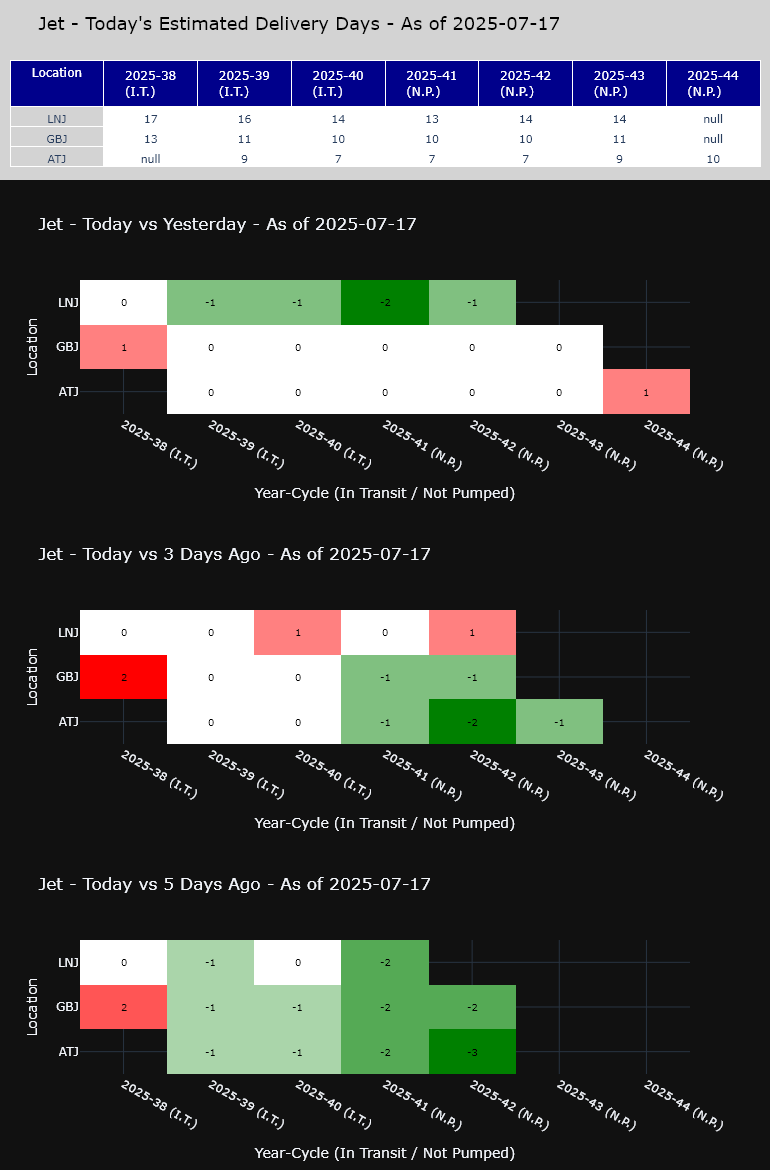 Jet - Today's Estimated Delivery Days - As of 2025-07-17
Location 2025-38 (I.T.) 2025-39 (I.T.) 2025-40 (I.T.) 2025-41 (N.P.) 2025-42 (N.P.) 2025-43 (N.P.) 2025-44 (N.P.)
LNJ 17 16 14 13 14 14 null
GBJ 13 11 10 10 10 11 null
ATJ null 9 7 7 7 9 10
Jet - Today vs Yesterday - As of 2025-07-17
Location
LNJ 0 -1 -1 -2 -1
GBJ 1 0 0 0 0 0
ATJ 0 0 0 0 0 1
2025-38 (I.T.) 2025-39 (I.T.) 2025-40 (I.T.) 2025-41 (N.P.) 2025-42 (N.P.) 2025-43 (N.P.) 2025-44 (N.P.)
Year-Cycle (In Transit / Not Pumped)
Jet - Today vs 3 Days Ago - As of 2025-07-17
Location
LNJ 0 0 1 0 1
GBJ 2 0 0 -1 -1
ATJ 0 0 -1 -2 -1
2025-38 (I.T.) 2025-39 (I.T.) 2025-40 (I.T.) 2025-41 (N.P.) 2025-42 (N.P.) 2025-43 (N.P.) 2025-44 (N.P.)
Year-Cycle (In Transit / Not Pumped)
Jet - Today vs 5 Days Ago - As of 2025-07-17
Location
LNJ 0 -1 0 -2
GBJ 2 -1 -1 -2 -2
ATJ -1 -1 -2 -3
2025-38 (I.T.) 2025-39 (I.T.) 2025-40 (I.T.) 2025-41 (N.P.) 2025-42 (N.P.) 2025-43 (N.P.) 2025-44 (N.P.)
Year-Cycle (In Transit / Not Pumped)